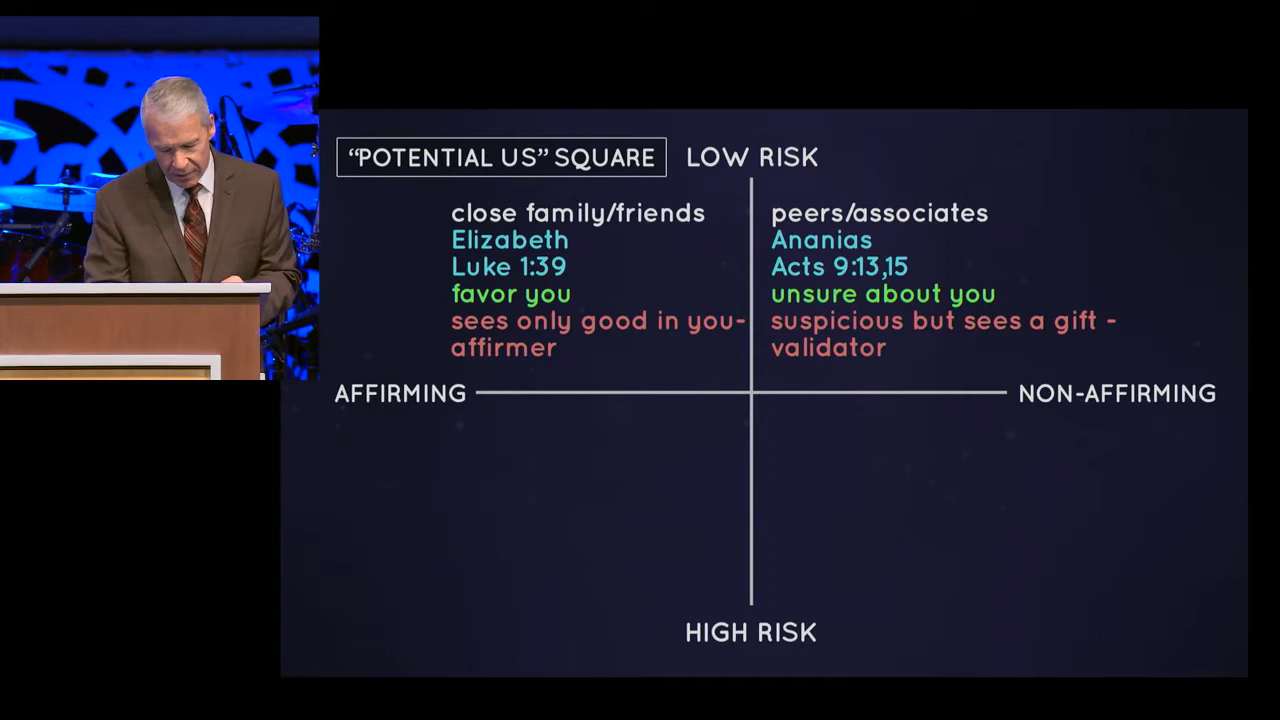 “POTENTIAL US” SQUARE
LOW RISK
close family/friends
Elizabeth
Luke 1:39
favor you
sees only good in you-
affirmer
peers/associates
Ananias
Acts 9:13,15
unsure about you
suspicious but sees a gift -
validator
AFFIRMING
NON-AFFIRMING
HIGH RISK